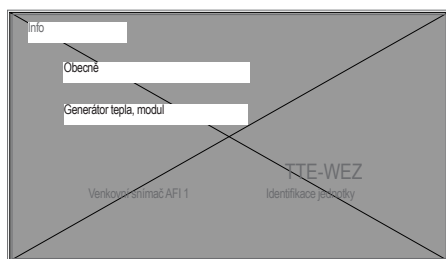 Info
Obecně
Generátor tepla, modul
TTE-WEZ
Venkovní snímač AFI 1
Identifikace jednotky